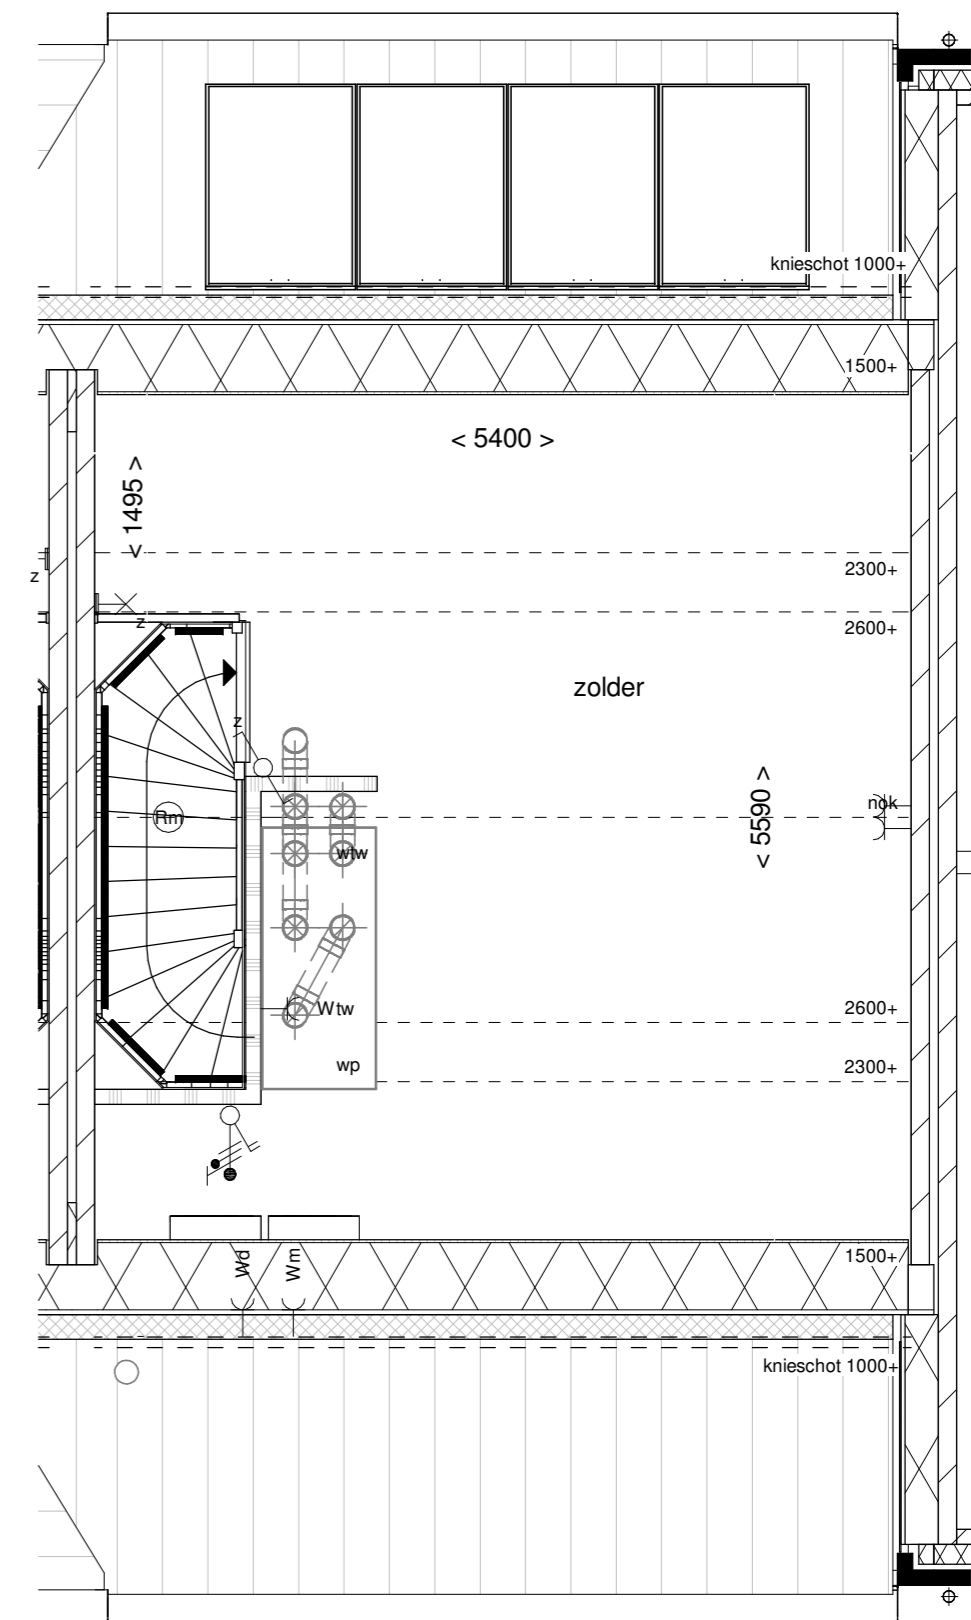 knieschot 1000+
1500+
< 5400 >
< 1495 >
2300+
z
z
2600+
zolder
z
nok
Rm
< 5590 >
wtw
Wtw
2600+
wp
2300+
Wd
Wm
1500+
knieschot 1000+